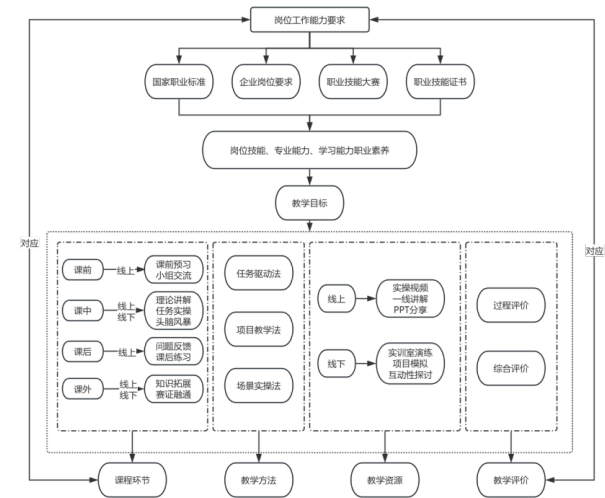 岗位工作能力要求
国家职业标准
企业岗位要求
职业技能大赛
职业技能证书
岗位技能、专业能力、学习能力职业素养
教学目标
对应
对应
课前
线上
课前预习
小组交流
课中
线上
线下
理论讲解
任务实操
头脑风暴
课后
线上
问题反馈
课后练习
课外
线上
线下
知识拓展
赛证融通
任务驱动法
项目教学法
场景实操法
线上
实操视频
一线讲解
PPT分享
线下
实训室演练
项目模拟
互动性探讨
过程评价
综合评价
课程环节
教学方法
教学资源
教学评价